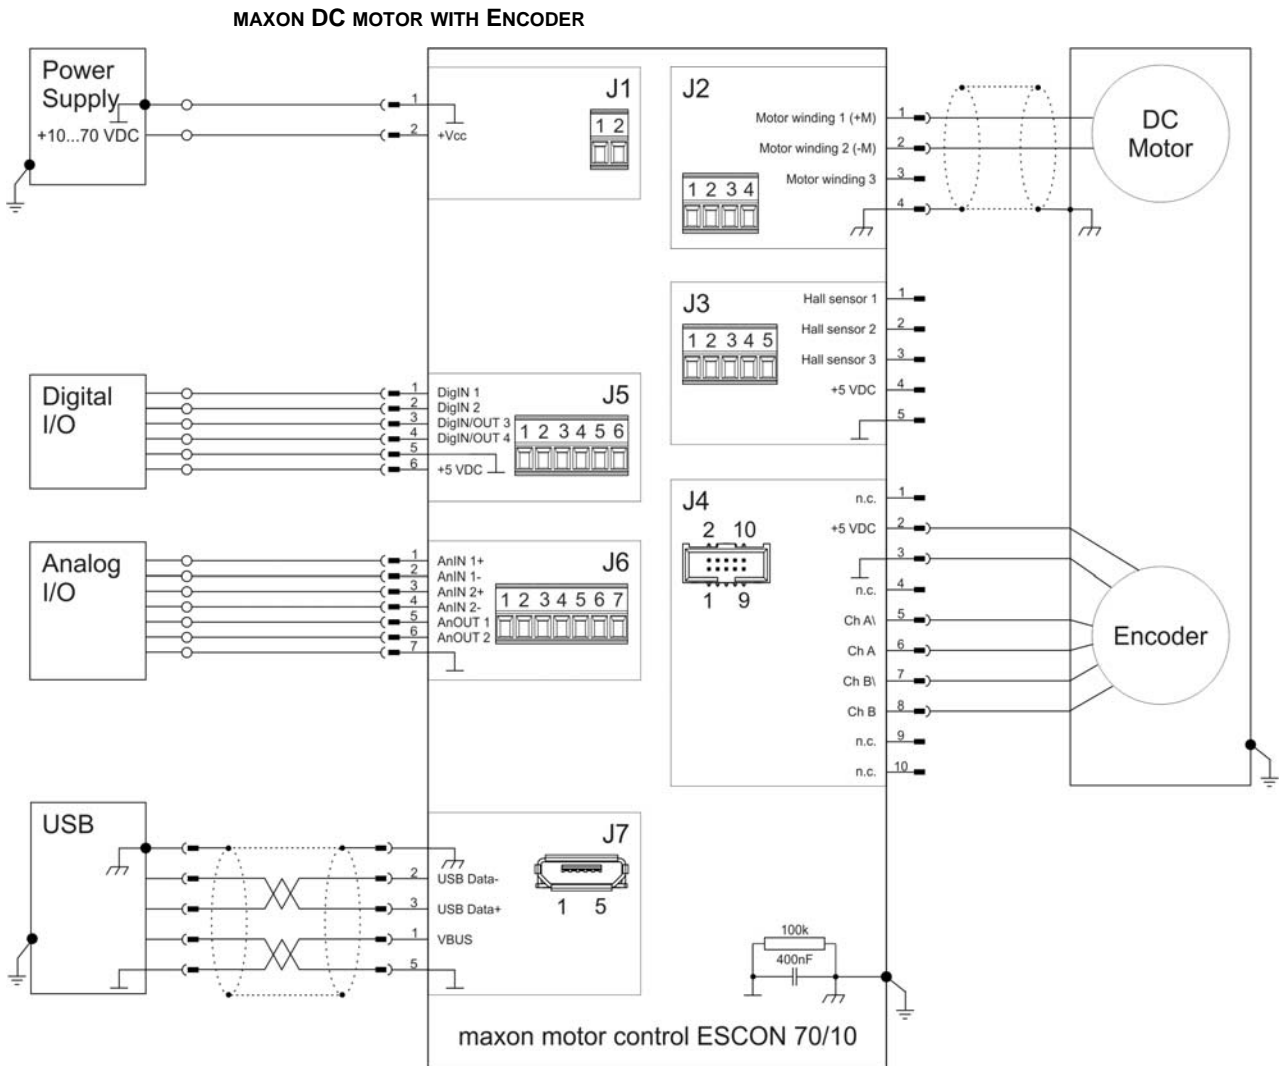 MAXON DC MOTOR WITH ENCODER
Power
Supply
+10...70 VDC
1
2
+Vcc
J1
1 2
J2
Motor winding 1 (+M)
1
Motor winding 2 (-M)
2
Motor winding 3
3
4
1 2 3 4
DC
Motor
J3
Hall sensor 1
1
Hall sensor 2
2
Hall sensor 3
3
+5 VDC
4
5
1 2 3 4 5
Digital
I/O
1
DigIN 1
2
DigIN 2
3
DigIN/OUT 3
4
DigIN/OUT 4
5
6
+5 VDC
J5
1 2 3 4 5 6
J4
2 10
1 9
n.c.
1
+5 VDC
2
3
n.c.
4
Ch A\
5
Ch A
6
Ch B\
7
Ch B
8
n.c.
9
n.c.
10
Encoder
Analog
I/O
1
AnIN 1+
2
AnIN 1-
3
AnIN 2+
4
AnIN 2-
5
AnOUT 1
6
AnOUT 2
7
J6
1 2 3 4 5 6 7
USB
2
USB Data-
3
USB Data+
1
VBUS
5
J7
1 5
100k
400nF
maxon motor control ESCON 70/10